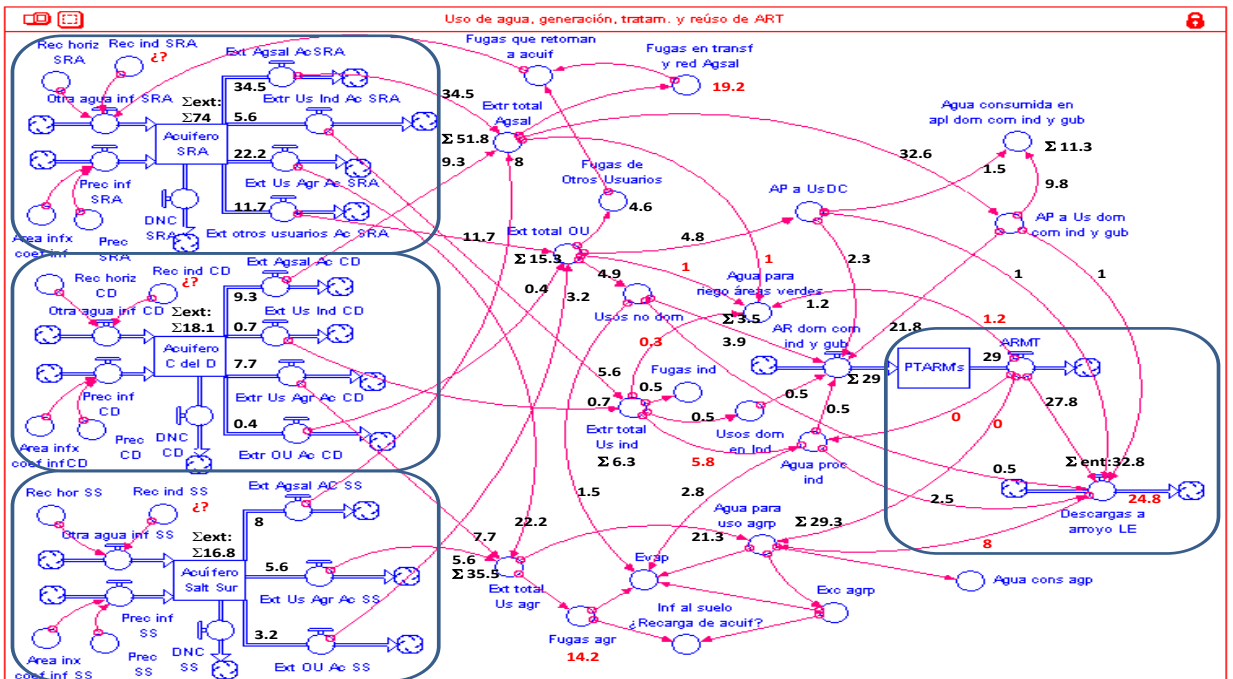 Uso de agua, generación, tratam. y reúso de ART
Rec horiz
SRA
Rec ind SRA
¿?
Otra agua inf SRA
Σext:
Σ74
Acuifero
SRA
Prec inf
SRA
Area infx
coef inf
Prec
SRA
DNC
SRA
Ext Agsal AcSRA
34.5
Extr Us Ind Ac SRA
5.6
22.2
Ext Us Agr Ac SRA
11.7
Ext otros usuarios Ac SRA
Rec horiz
CD
Rec ind CD
¿?
Otra agua inf CD
Σext:
Σ18.1
Acuifero
C del D
Prec inf
CD
Area infx
coef infCD
Prec
CD
DNC
CD
Ext Agsal Ac CD
9.3
Ext Us Ind CD
0.7
7.7
Extr Us Agr Ac CD
0.4
Extr OU Ac CD
Rec hor SS
Rec ind SS
¿?
Otra agua inf SS
Σext:
Σ16.8
Acuífero
Salt Sur
Prec inf
SS
Area inx
coef inf SS
Prec
SS
DNC
SS
Ext Agsal AC SS
8
5.6
Ext Us Agr Ac SS
3.2
Ext OU Ac SS
Fugas que retornan
a acuif
Fugas en transf
y red Agsal
19.2
34.5
Extr total
Agsal
Σ 51.8
9.3
8
Fugas de
Otros Usuarios
4.6
11.7
Ext total OU
Σ 15.3
0.4
3.2
4.8
4.9
1
1
Usos no dom
Agua para
riego áreas verdes
Σ 3.5
1.2
3.9
AP a UsDC
1.5
2.3
32.6
Agua consumida en
apl dom com ind y gub
Σ 11.3
9.8
AP a Us dom
com ind y gub
1
1
AR dom com
ind y gub
21.8
Σ 29
PTARM's
29
ARMT
1.2
27.8
0
0
Σ ent:32.8
0.5
24.8
Descargas a
arroyo LE
2.5
8
0.3
5.6
0.7
Extr total
Us ind
Σ 6.3
0.5
Fugas ind
0.5
Usos dom
en Ind
0.5
0.5
5.8
Agua proc
ind
2.8
1.5
22.2
7.7
5.6
Σ 35.5
Ext total
Us agr
Fugas agr
14.2
21.3
Agua para
uso agrp
Σ 29.3
Evap
Inf al suelo
¿Recarga de acuif?
Exc agrp
Agua cons agp